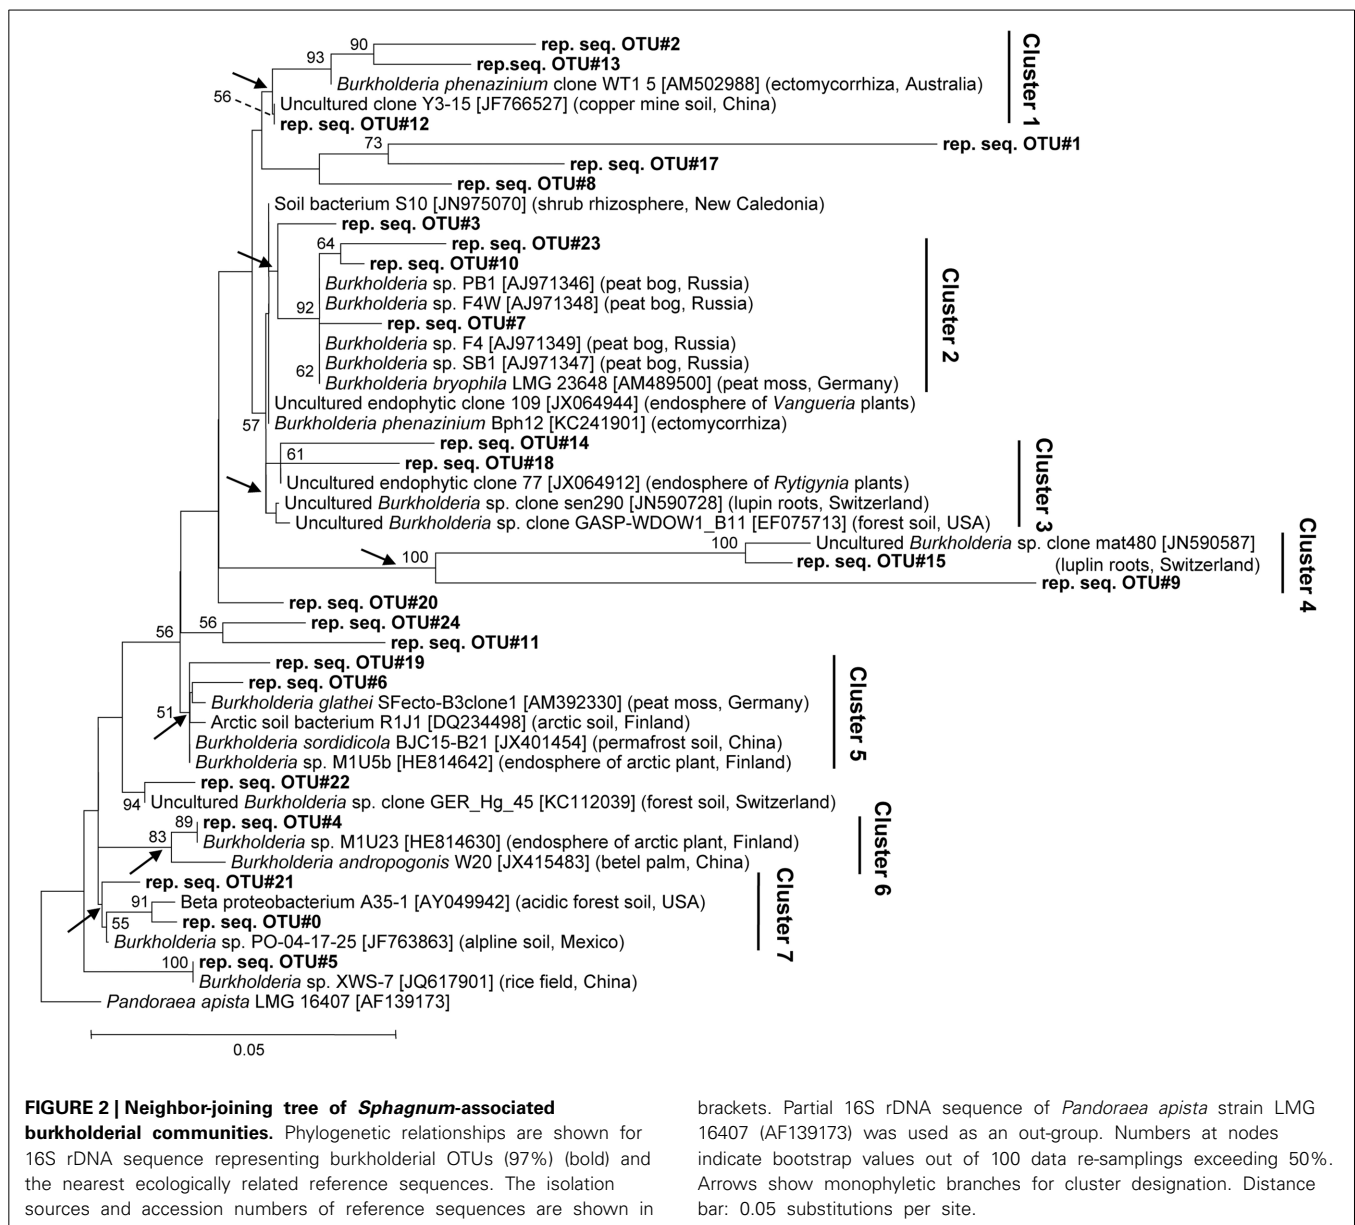 90 rep. seq. OTU#2
93 rep.seq. OTU#13
Burkholderia phenazinium clone WT1 5 [AM502988] (ectomycorrhiza, Australia)
56 Uncultured clone Y3-15 [JF766527] (copper mine soil, China)
rep. seq. OTU#12
Cluster 1
73 rep. seq. OTU#1
rep. seq. OTU#17
rep. seq. OTU#8
Soil bacterium S10 [JN975070] (shrub rhizosphere, New Caledonia)
rep. seq. OTU#3
64 rep. seq. OTU#23
rep. seq. OTU#10
Burkholderia sp. PB1 [AJ971346] (peat bog, Russia)
92 Burkholderia sp. F4W [AJ971348] (peat bog, Russia)
rep. seq. OTU#7
Burkholderia sp. F4 [AJ971349] (peat bog, Russia)
62 Burkholderia sp. SB1 [AJ971347] (peat bog, Russia)
Burkholderia bryophila LMG 23648 [AM489500] (peat moss, Germany)
Cluster 2
Uncultured endophytic clone 109 [JX064944] (endosphere of Vangueria plants)
57 Burkholderia phenazinium Bph12 [KC241901] (ectomycorrhiza)
rep. seq. OTU#14
61 rep. seq. OTU#18
Uncultured endophytic clone 77 [JX064912] (endosphere of Rytigynia plants)
Uncultured Burkholderia sp. clone sen290 [JN590728] (lupin roots, Switzerland)
Uncultured Burkholderia sp. clone GASP-WDOW1_B11 [EF075713] (forest soil, USA)
Cluster 3
100 100 Uncultured Burkholderia sp. clone mat480 [JN590587]
rep. seq. OTU#15 (luplin roots, Switzerland)
rep. seq. OTU#9
Cluster 4
rep. seq. OTU#20
56 56 rep. seq. OTU#24
rep. seq. OTU#11
rep. seq. OTU#19
rep. seq. OTU#6
51 Burkholderia glathei SFecto-B3clone1 [AM392330] (peat moss, Germany)
Arctic soil bacterium R1J1 [DQ234498] (arctic soil, Finland)
Burkholderia sordidicola BJC15-B21 [JX401454] (permafrost soil, China)
Burkholderia sp. M1U5b [HE814642] (endosphere of arctic plant, Finland)
Cluster 5
rep. seq. OTU#22
94 Uncultured Burkholderia sp. clone GER_Hg_45 [KC112039] (forest soil, Switzerland)
89 rep. seq. OTU#4
83 Burkholderia sp. M1U23 [HE814630] (endosphere of arctic plant, Finland)
Burkholderia andropogonis W20 [JX415483] (betel palm, China)
Cluster 6
rep. seq. OTU#21
91 Beta proteobacterium A35-1 [AY049942] (acidic forest soil, USA)
55 rep. seq. OTU#0
Burkholderia sp. PO-04-17-25 [JF763863] (alpline soil, Mexico)
Cluster 7
100 rep. seq. OTU#5
Burkholderia sp. XWS-7 [JQ617901] (rice field, China)
Pandoraea apista LMG 16407 [AF139173]
0.05
FIGURE 2 | Neighbor-joining tree of Sphagnum-associated
burkholderial communities. Phylogenetic relationships are shown for
16S rDNA sequence representing burkholderial OTUs (97%) (bold) and
the nearest ecologically related reference sequences. The isolation
sources and accession numbers of reference sequences are shown in
brackets. Partial 16S rDNA sequence of Pandoraea apista strain LMG
16407 (AF139173) was used as an out-group. Numbers at nodes
indicate bootstrap values out of 100 data re-samplings exceeding 50%.
Arrows show monophyletic branches for cluster designation. Distance
bar: 0.05 substitutions per site.